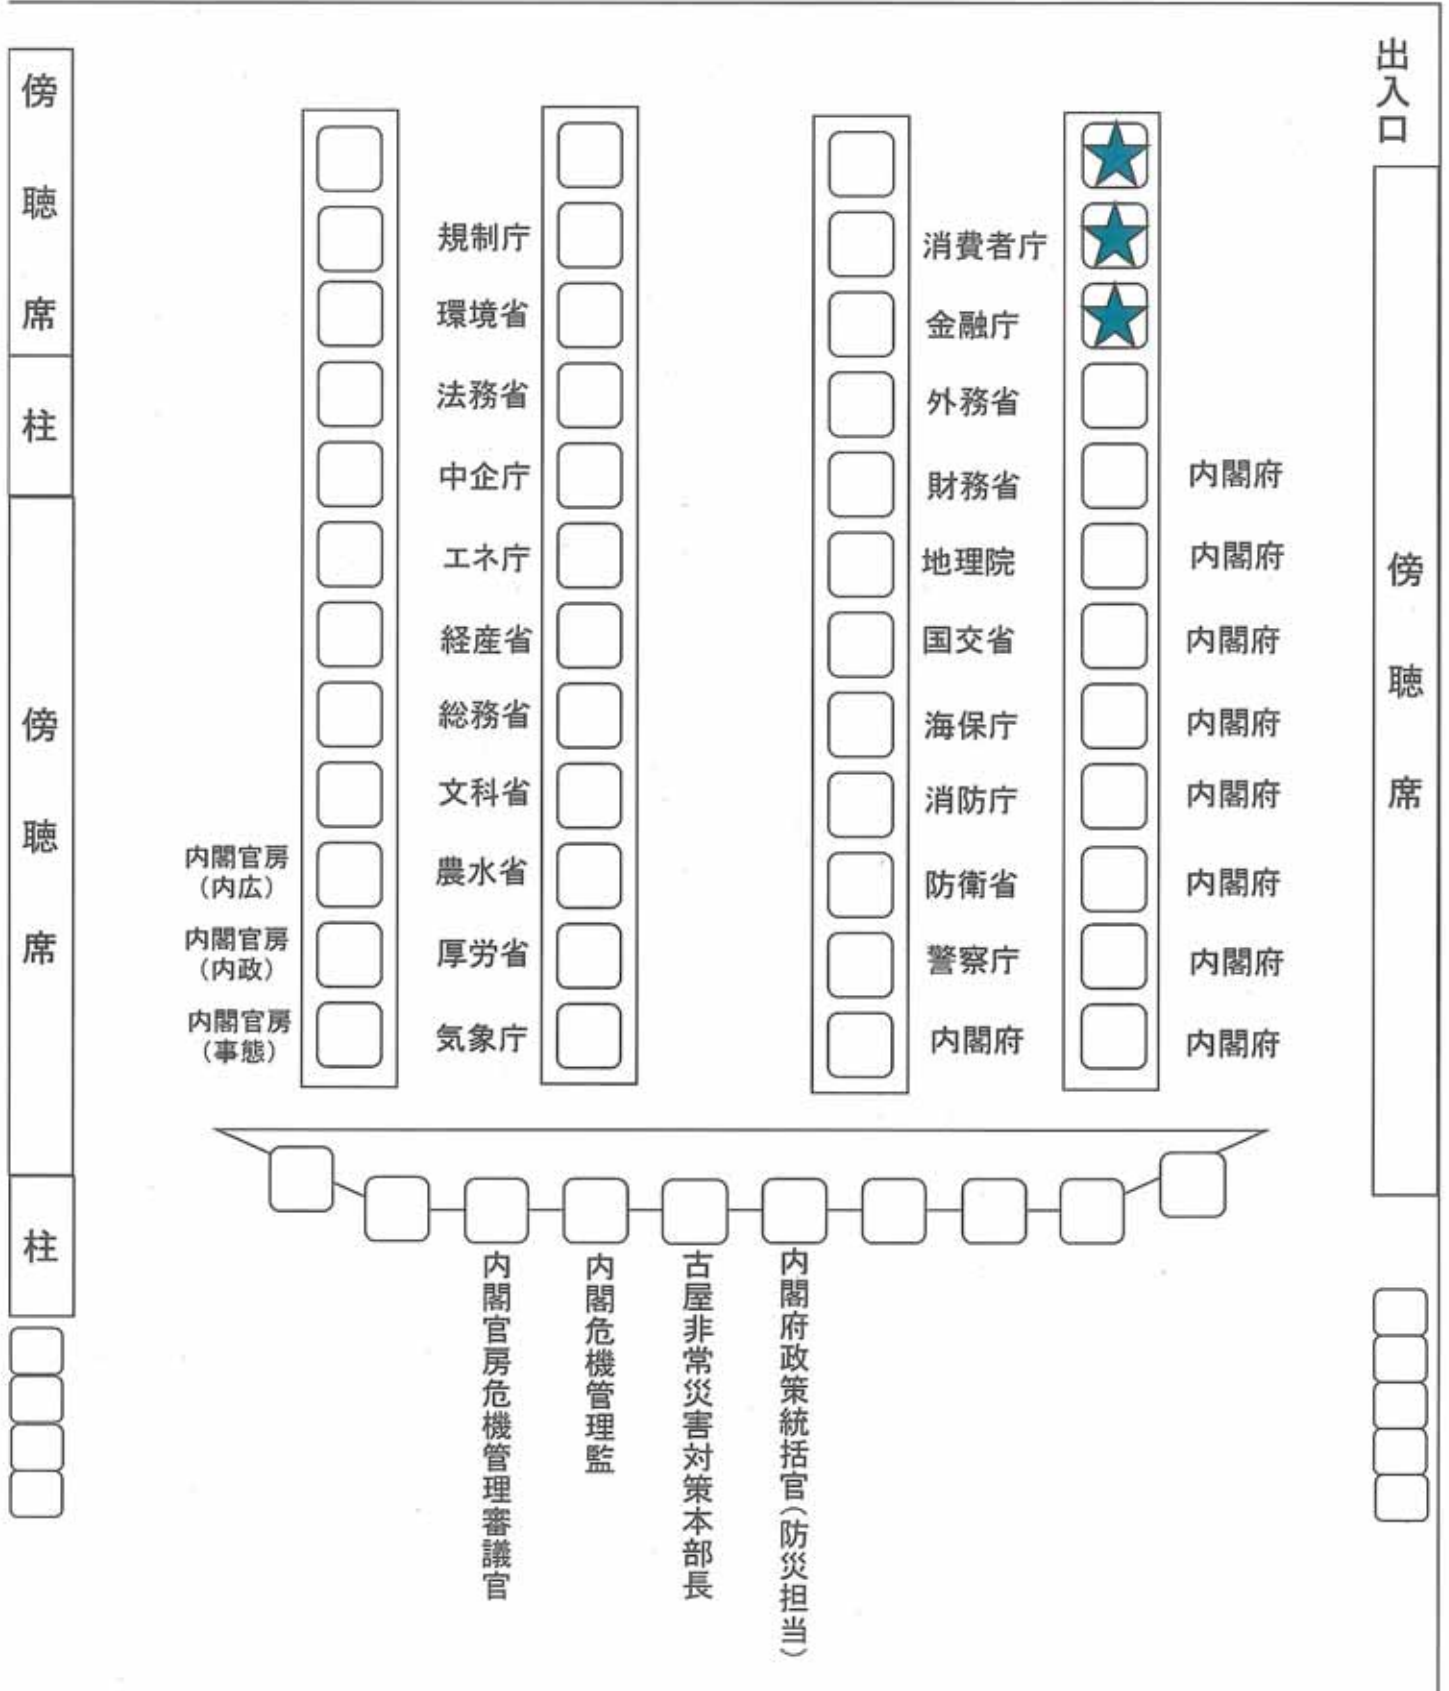 出入口
傍聴席
柱
傍聴席
柱
規制庁
環境省
法務省
中企庁
エネ庁
経産省
総務省
文科省
農水省
厚労省
気象庁
内閣官房
（内広）
内閣官房
（内政）
内閣官房
（事態）
消費者庁
金融庁
外務省
財務省
地理院
国交省
海保庁
消防庁
防衛省
警察庁
内閣府
内閣府
内閣府
内閣府
内閣府
内閣府
内閣府
内閣府
内閣府
傍聴席
内閣官房危機管理審議官
内閣危機管理監
古屋非常災害対策本部長
内閣府政策統括官（防災担当）